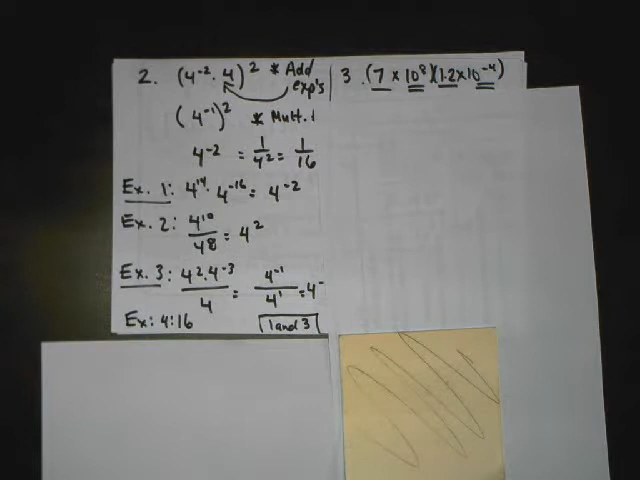 2. (4⁻² · 4)² * Add exp's
(4⁻¹)² * Mult.
4⁻² = 1/4² = 1/16
Ex. 1: 4¹⁴ · 4⁻¹⁶ = 4⁻²
Ex. 2: 4¹⁰/48 = 4²
Ex. 3: 4² · 4⁻³/4 = 4⁻¹/4¹ = 4⁻
Ex: 4:16 1 and 3
3. (7 × 10⁸)(1.2 × 10⁻⁴)